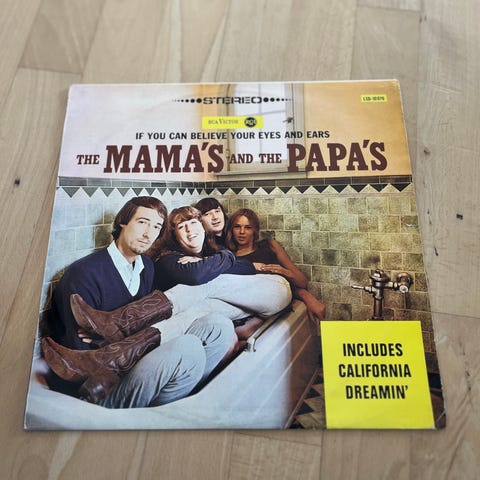 STEREO
RCA VICTOR RCA
IF YOU CAN BELIEVE YOUR EYES AND EARS
THE MAMA'S AND THE PAPA'S
INCLUDES
CALIFORNIA
DREAMIN'